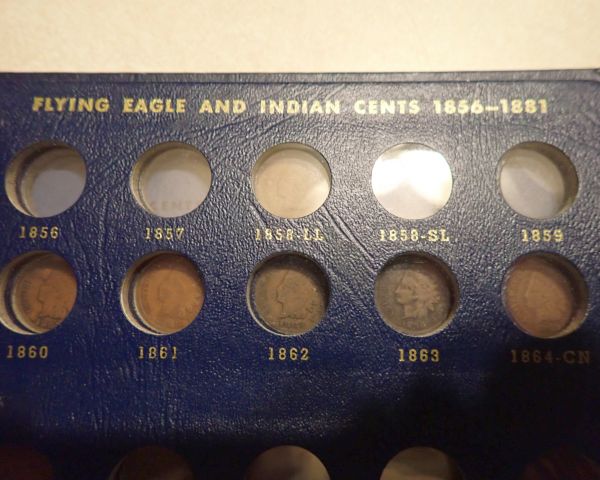 FLYING EAGLE AND INDIAN CENTS 1856–1881
1856 1857 1858-LL 1858-SL 1859
1860 1861 1862 1863 1864-CN